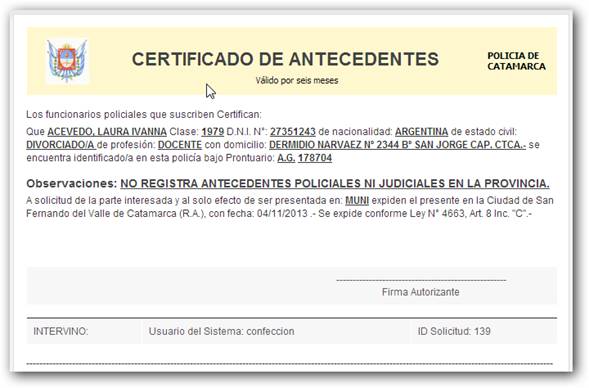 CERTIFICADO DE ANTECEDENTES
Válido por seis meses
POLICIA DE
CATAMARCA
Los funcionarios policiales que suscriben Certifican:
Que ACEVEDO, LAURA IVANNA Clase: 1979 D.N.I. N°: 27351243 de nacionalidad: ARGENTINA de estado civil:
DIVORCIADO/A de profesión: DOCENTE con domicilio: DERMIDIO NARVAEZ Nº 2344 Bº SAN JORGE CAP. CTCA.- se
encuentra identificado/a en esta policía bajo Prontuario: A.G. 178704
Observaciones: NO REGISTRA ANTECEDENTES POLICIALES NI JUDICIALES EN LA PROVINCIA.
A solicitud de la parte interesada y al solo efecto de ser presentada en: MUNI expiden el presente en la Ciudad de San
Fernando del Valle de Catamarca (R.A.), con fecha: 04/11/2013 .- Se expide conforme Ley N° 4663, Art. 8 Inc. "C".-
Firma Autorizante
INTERVINO: Usuario del Sistema: confeccion ID Solicitud: 139